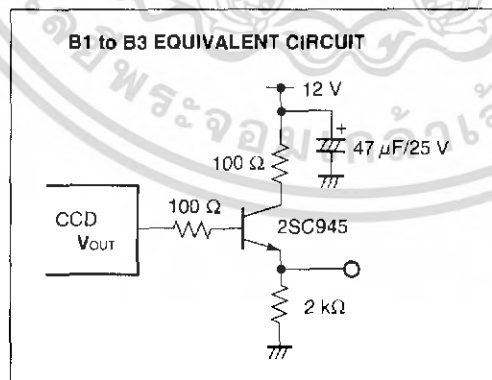 B1 to B3 EQUIVALENT CIRCUIT
12 V
+
47 µF/25 V
100 Ω
100 Ω
CCD
VOUT
2SC945
2 kΩ